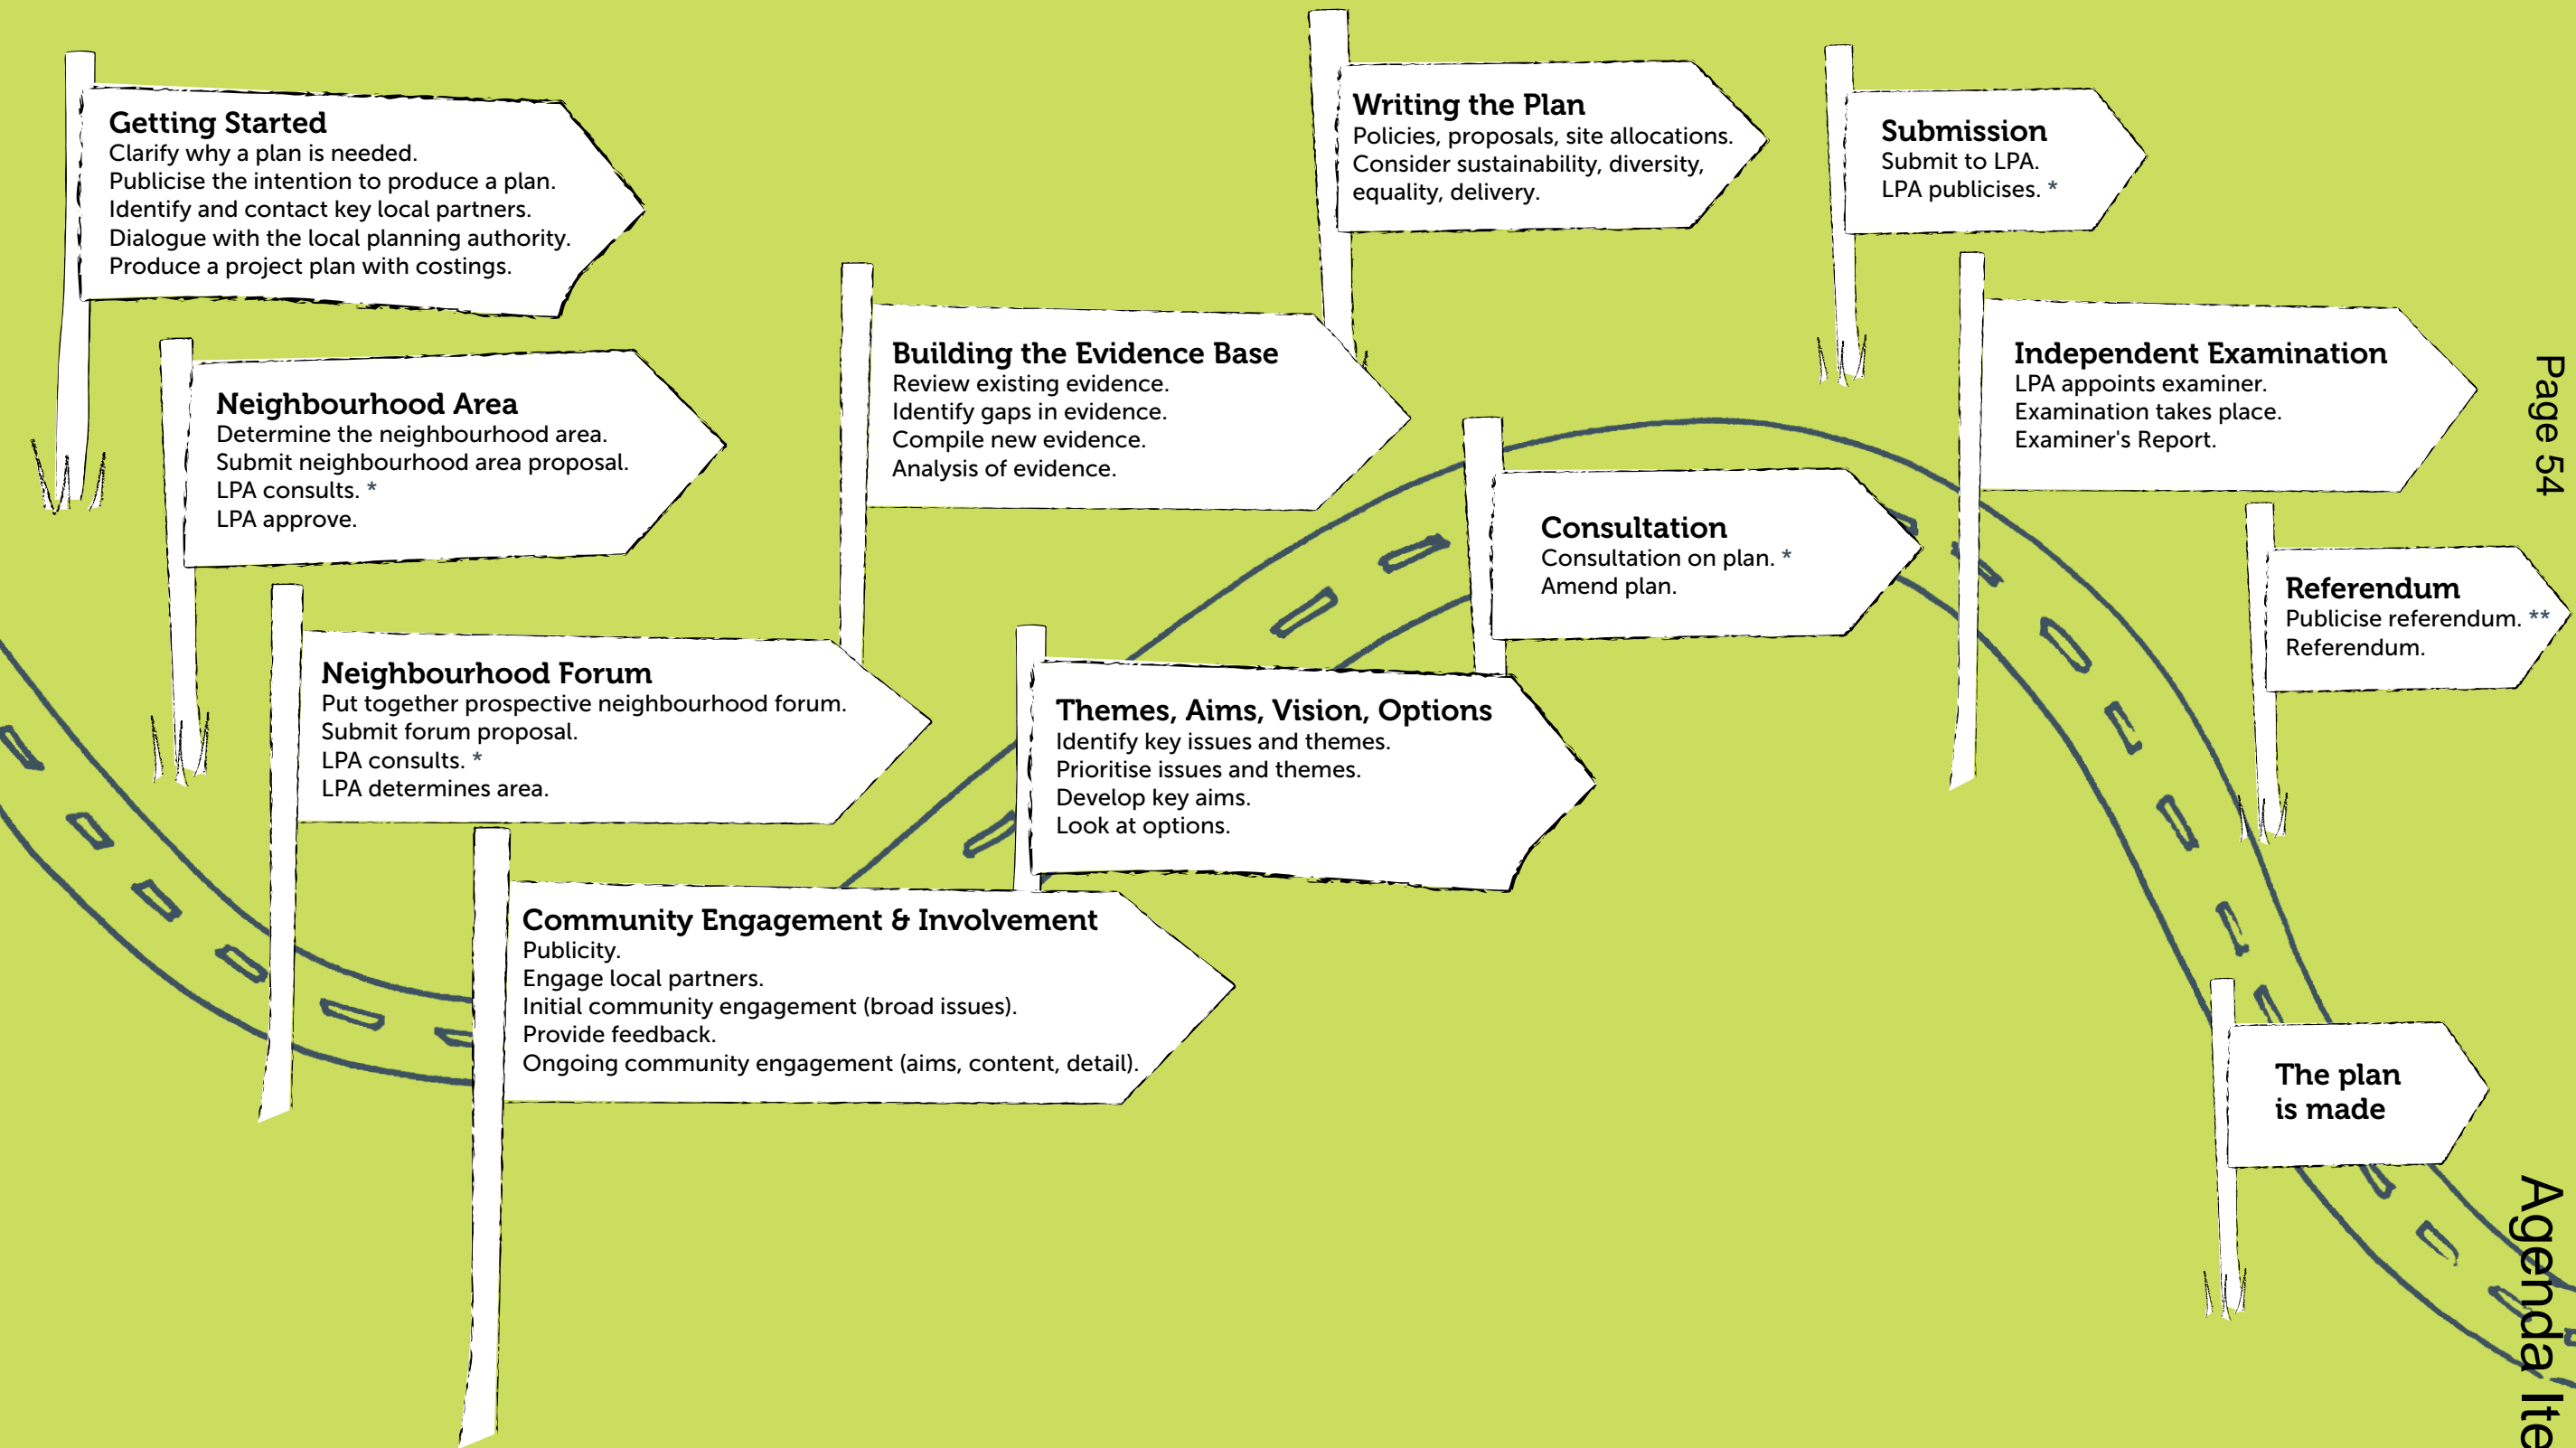 Getting Started
Clarify why a plan is needed.
Publicise the intention to produce a plan.
Identify and contact key local partners.
Dialogue with the local planning authority.
Produce a project plan with costings.
Neighbourhood Area
Determine the neighbourhood area.
Submit neighbourhood area proposal.
LPA consults. *
LPA approve.
Neighbourhood Forum
Put together prospective neighbourhood forum.
Submit forum proposal.
LPA consults. *
LPA determines area.
Community Engagement & Involvement
Publicity.
Engage local partners.
Initial community engagement (broad issues).
Provide feedback.
Ongoing community engagement (aims, content, detail).
Building the Evidence Base
Review existing evidence.
Identify gaps in evidence.
Compile new evidence.
Analysis of evidence.
Themes, Aims, Vision, Options
Identify key issues and themes.
Prioritise issues and themes.
Develop key aims.
Look at options.
Writing the Plan
Policies, proposals, site allocations.
Consider sustainability, diversity,
equality, delivery.
Consultation
Consultation on plan. *
Amend plan.
Submission
Submit to LPA.
LPA publicises. *
Independent Examination
LPA appoints examiner.
Examination takes place.
Examiner's Report.
Referendum
Publicise referendum. **
Referendum.
The plan
is made
Page 54
Agenda Ite